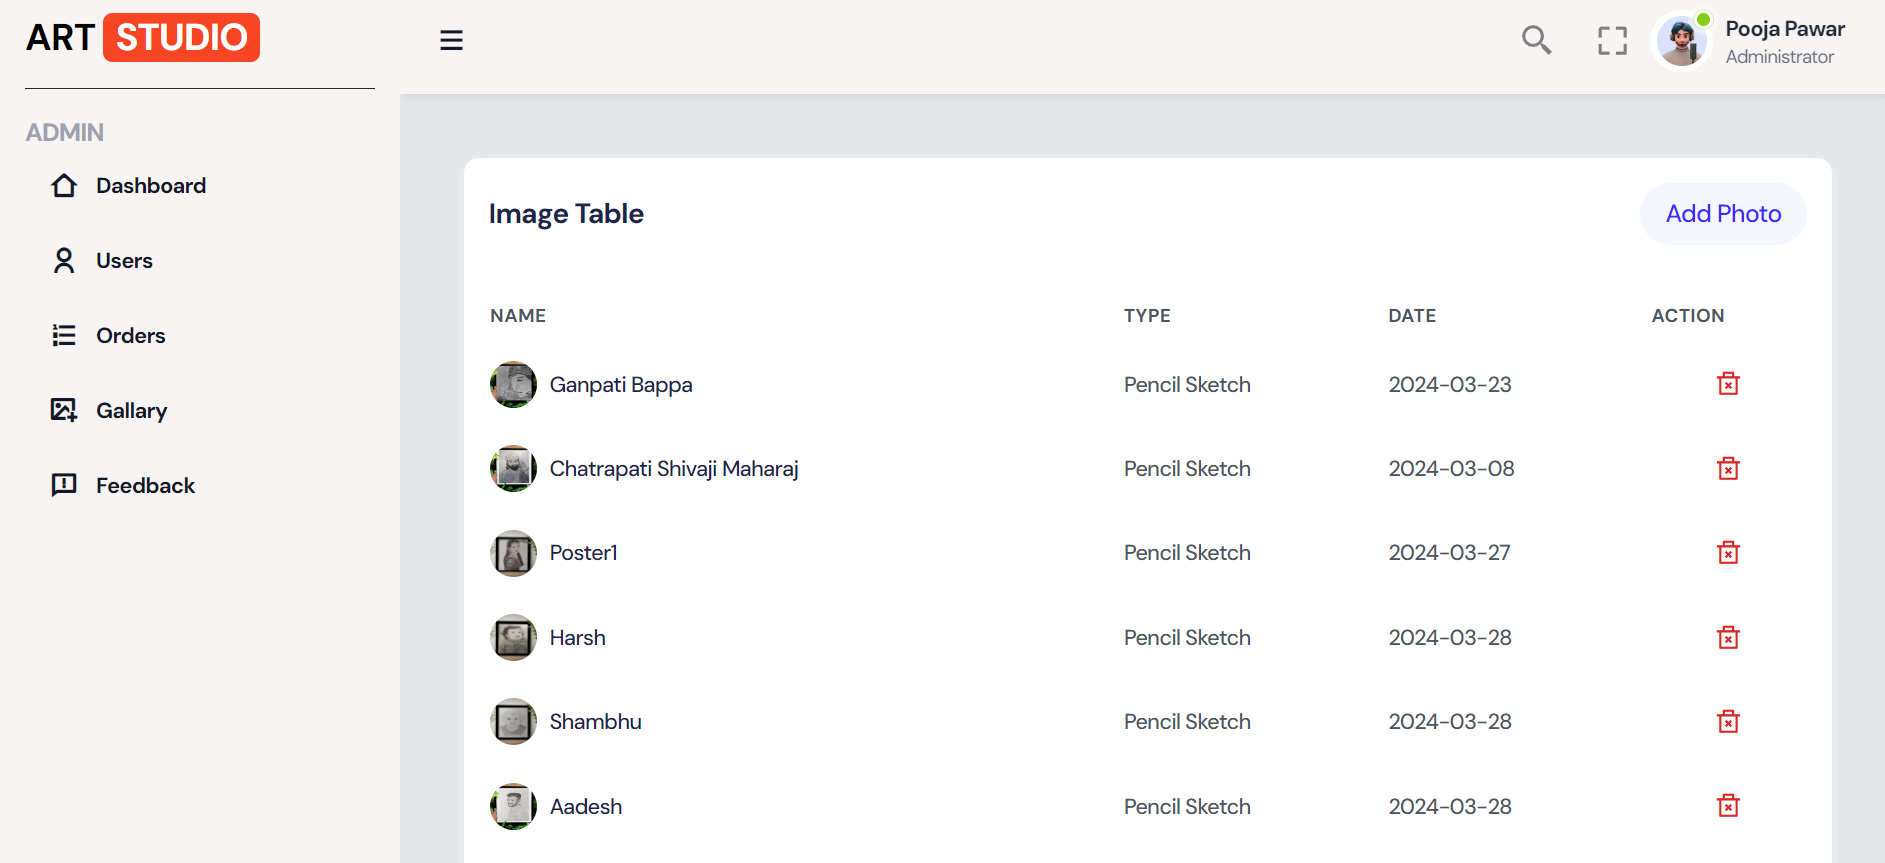 ART STUDIO
Pooja Pawar
Administrator
ADMIN
Dashboard
Users
Orders
Gallary
Feedback
Image Table
Add Photo
NAME TYPE DATE ACTION
Ganpati Bappa Pencil Sketch 2024-03-23
Chatrapati Shivaji Maharaj Pencil Sketch 2024-03-08
Poster1 Pencil Sketch 2024-03-27
Harsh Pencil Sketch 2024-03-28
Shambhu Pencil Sketch 2024-03-28
Aadesh Pencil Sketch 2024-03-28